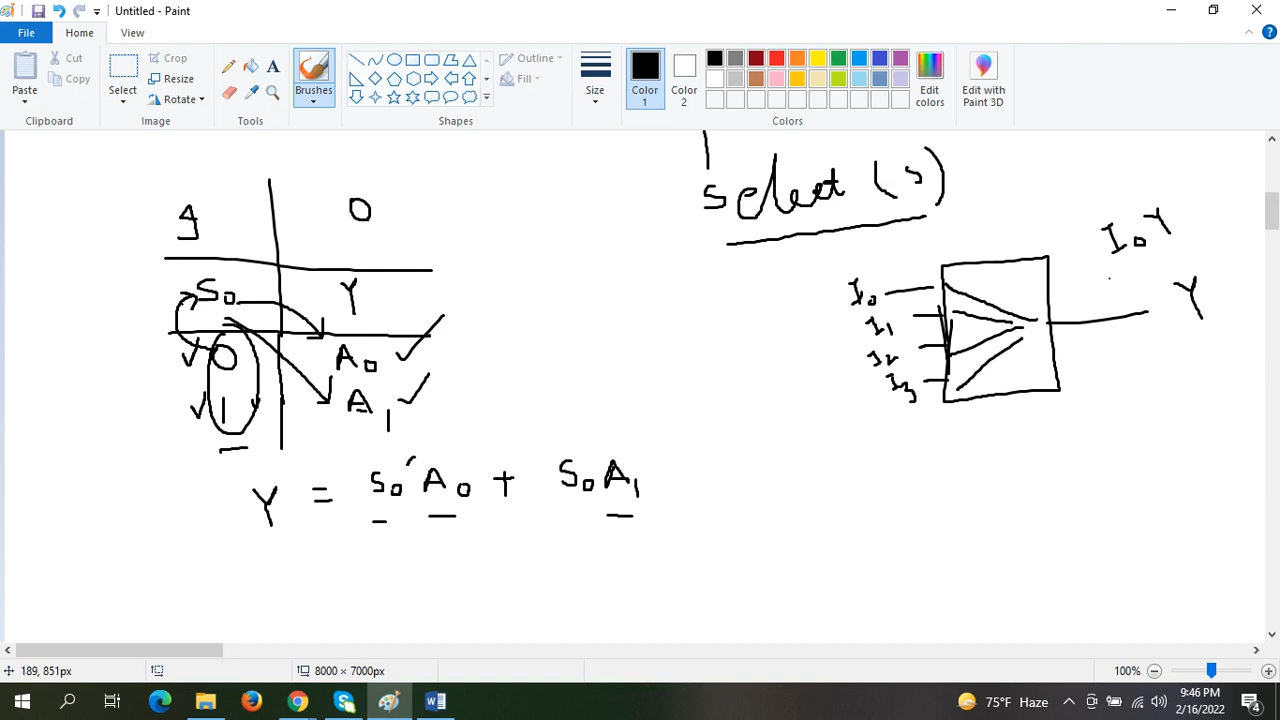 Untitled - Paint
File Home View
Paste
Cut
Copy
Clipboard
Select
Crop
Resize
Rotate
Image
Tools
Brushes
Outline
Fill
Shapes
Size
Color 1
Color 2
Edit colors
Colors
Edit with Paint 3D
select (s)
O
S0 Y
0 A0
1 A1
Y = S0' A0 + S0 A1
I0 Y
I0
I1
I2
I3
Y
189, 851px
8000 × 7000px
100%
75°F Haze
9:46 PM
2/16/2022
4